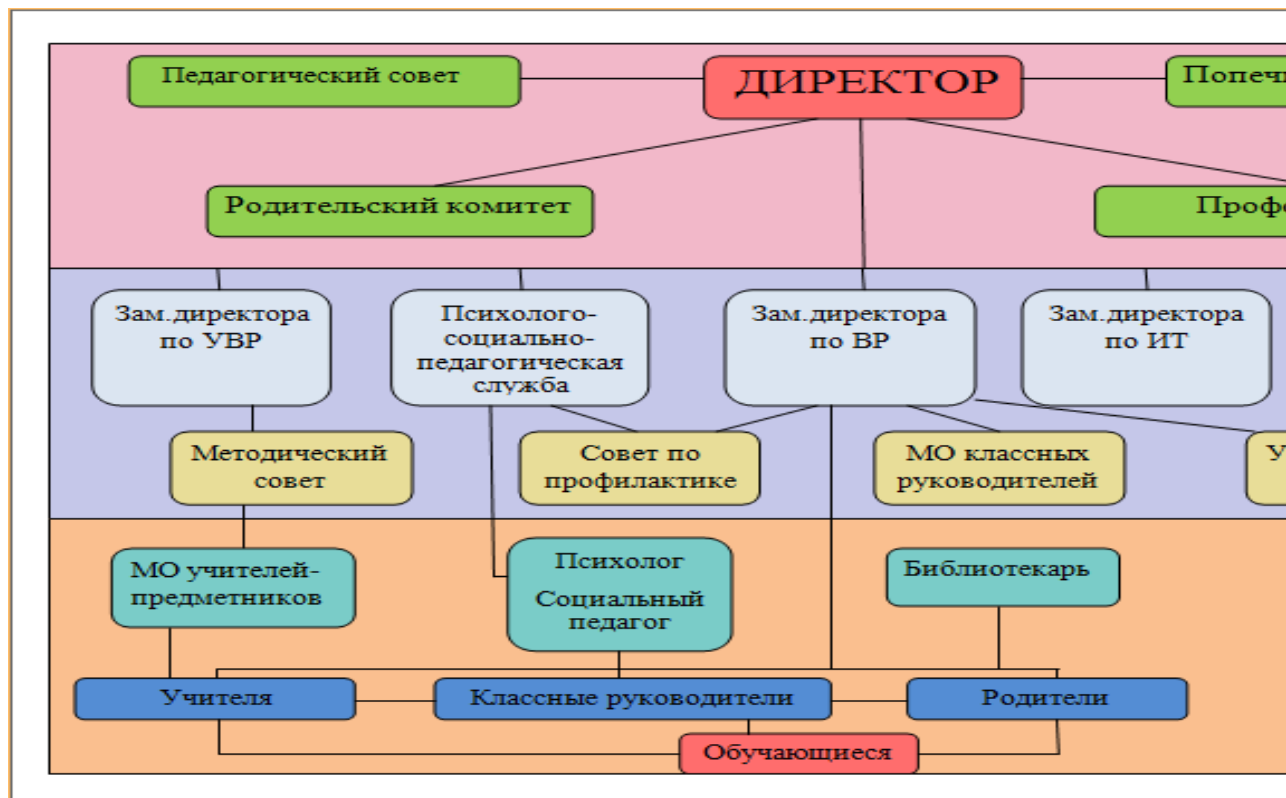 Педагогический совет
ДИРЕКТОР
Родительский комитет
Зам.директора
по УВР
Психолого-
социально-
педагогическая
служба
Зам.директора
по ВР
Зам.директора
по ИТ
Методический
совет
Совет по
профилактике
МО классных
руководителей
МО учителей-
предметников
Психолог
Социальный
педагог
Библиотекарь
Учителя
Классные руководители
Родители
Обучающиеся